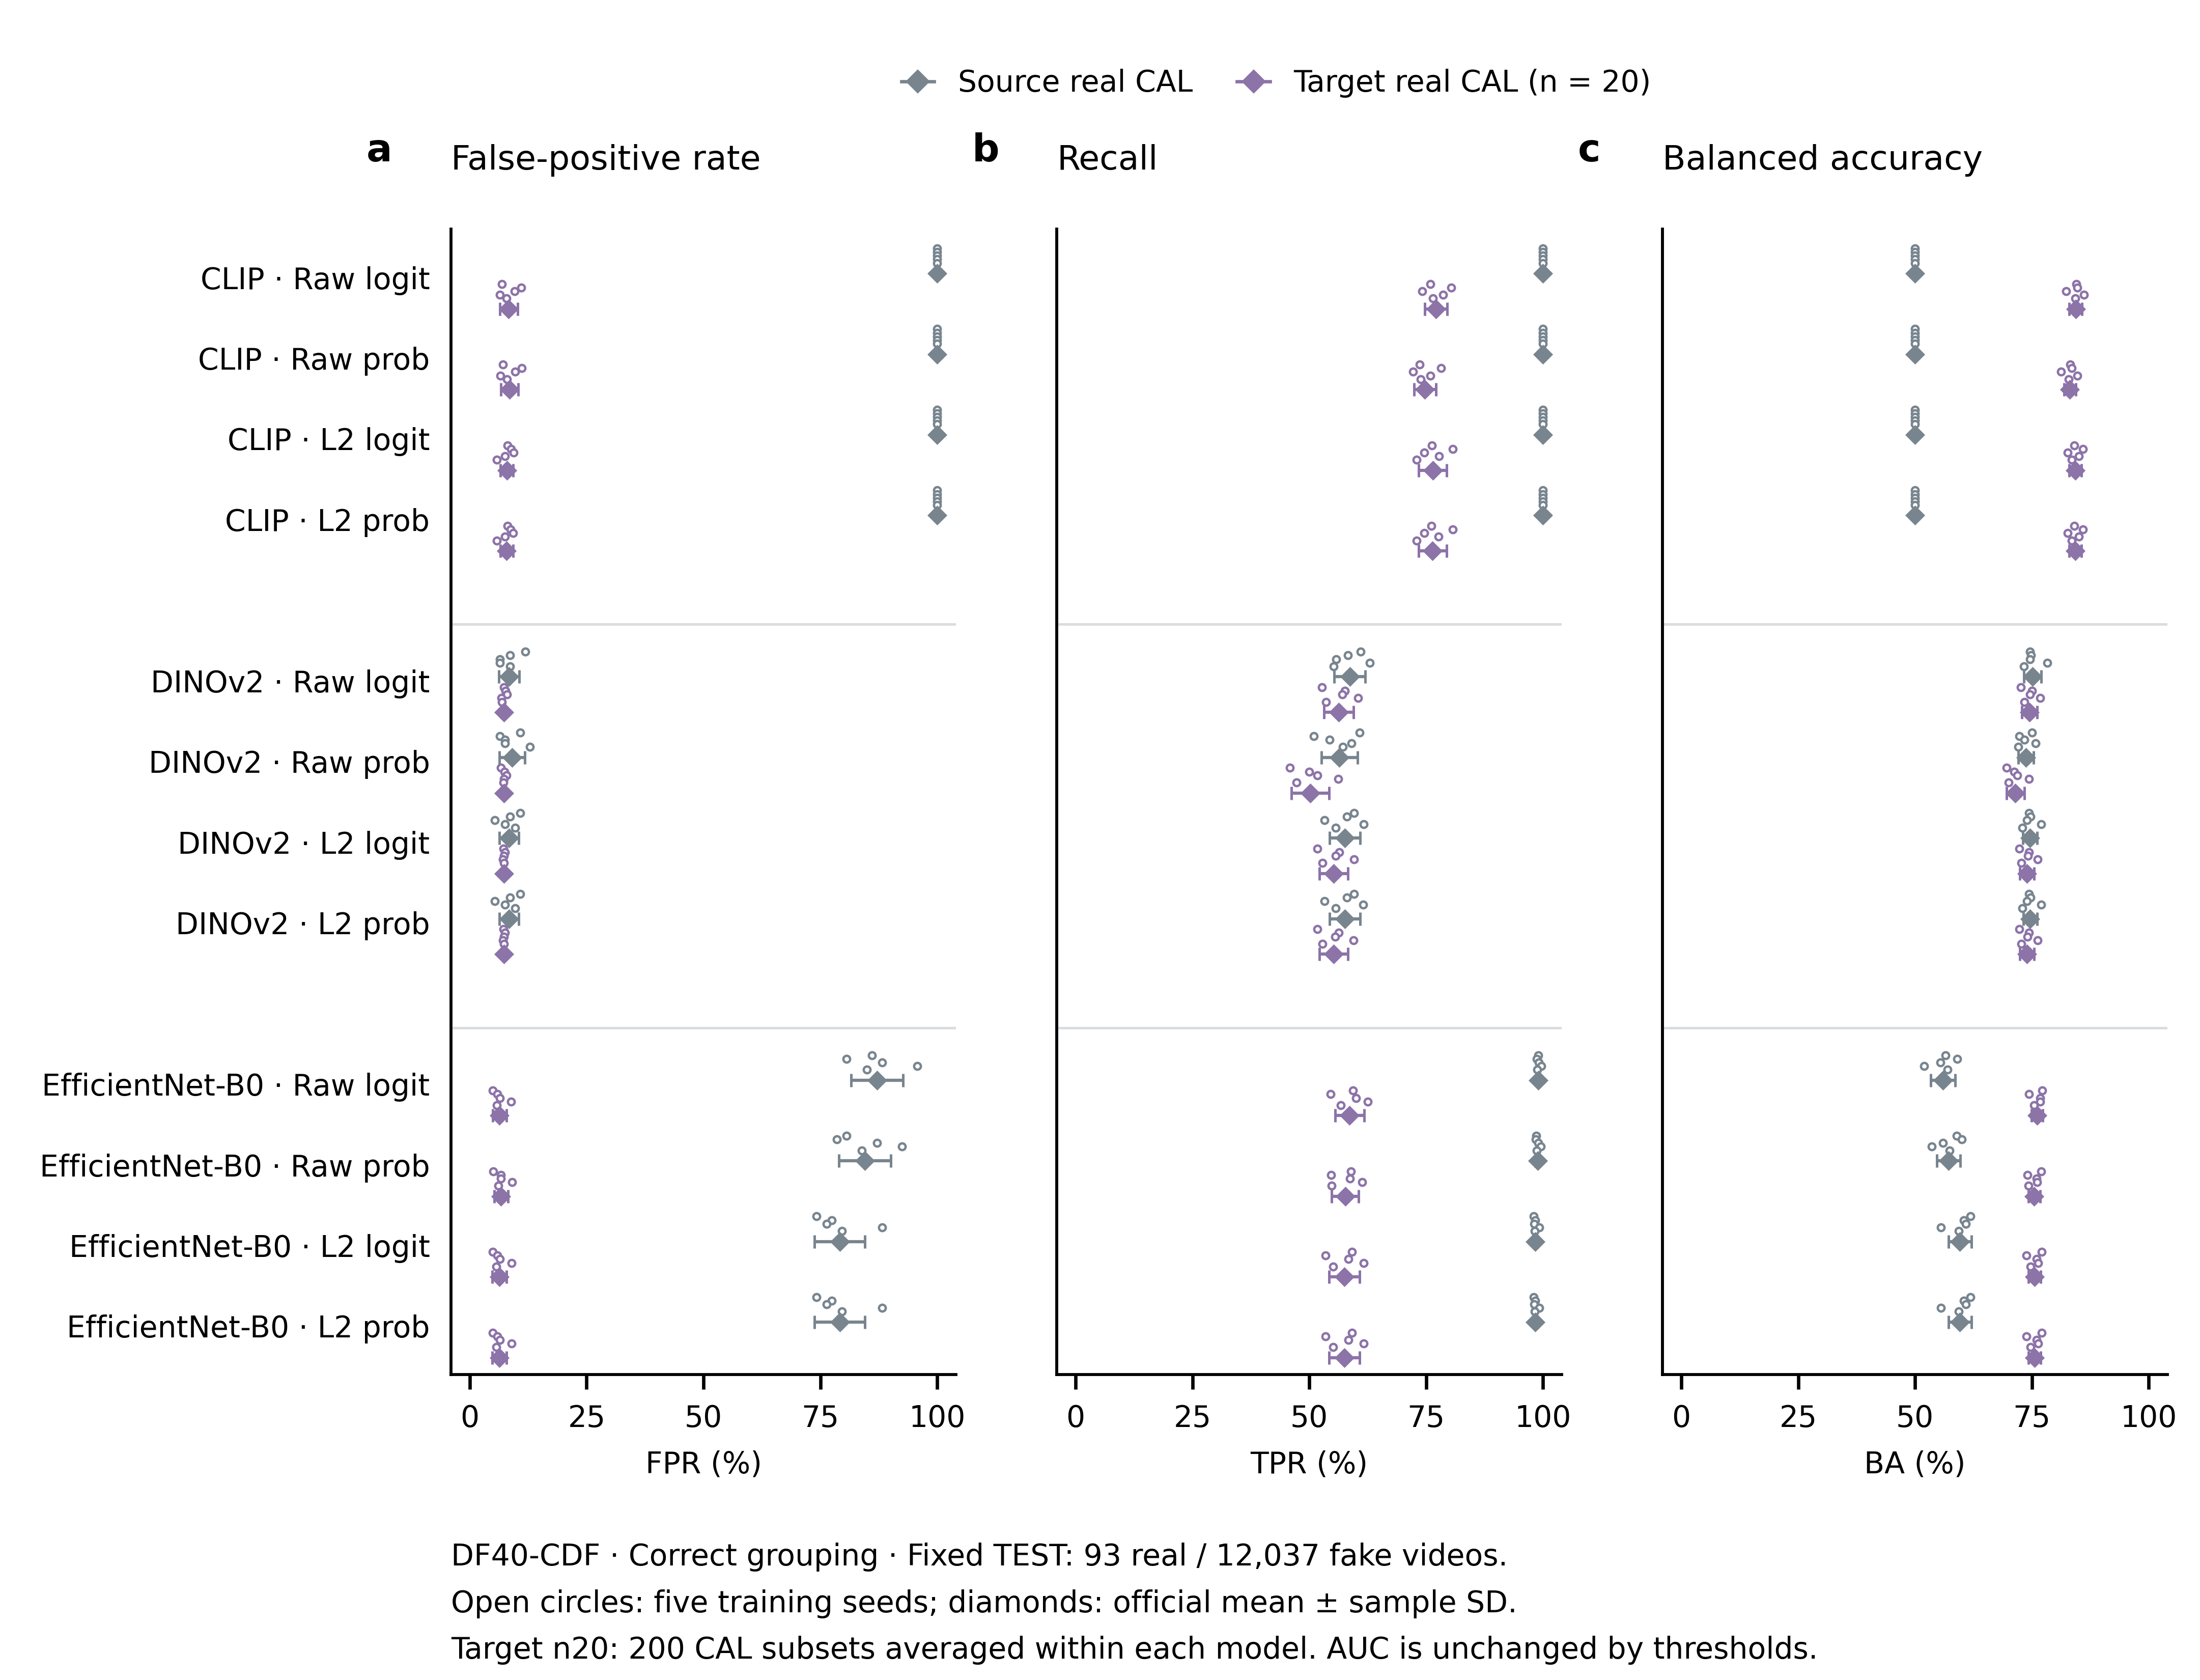 Source real CAL
Target real CAL (n = 20)
a False-positive rate
b Recall
c Balanced accuracy
CLIP · Raw logit
CLIP · Raw prob
CLIP · L2 logit
CLIP · L2 prob
DINOv2 · Raw logit
DINOv2 · Raw prob
DINOv2 · L2 logit
DINOv2 · L2 prob
EfficientNet-B0 · Raw logit
EfficientNet-B0 · Raw prob
EfficientNet-B0 · L2 logit
EfficientNet-B0 · L2 prob
0 25 50 75 100
FPR (%)
0 25 50 75 100
TPR (%)
0 25 50 75 100
BA (%)
DF40-CDF · Correct grouping · Fixed TEST: 93 real / 12,037 fake videos.
Open circles: five training seeds; diamonds: official mean ± sample SD.
Target n20: 200 CAL subsets averaged within each model. AUC is unchanged by thresholds.